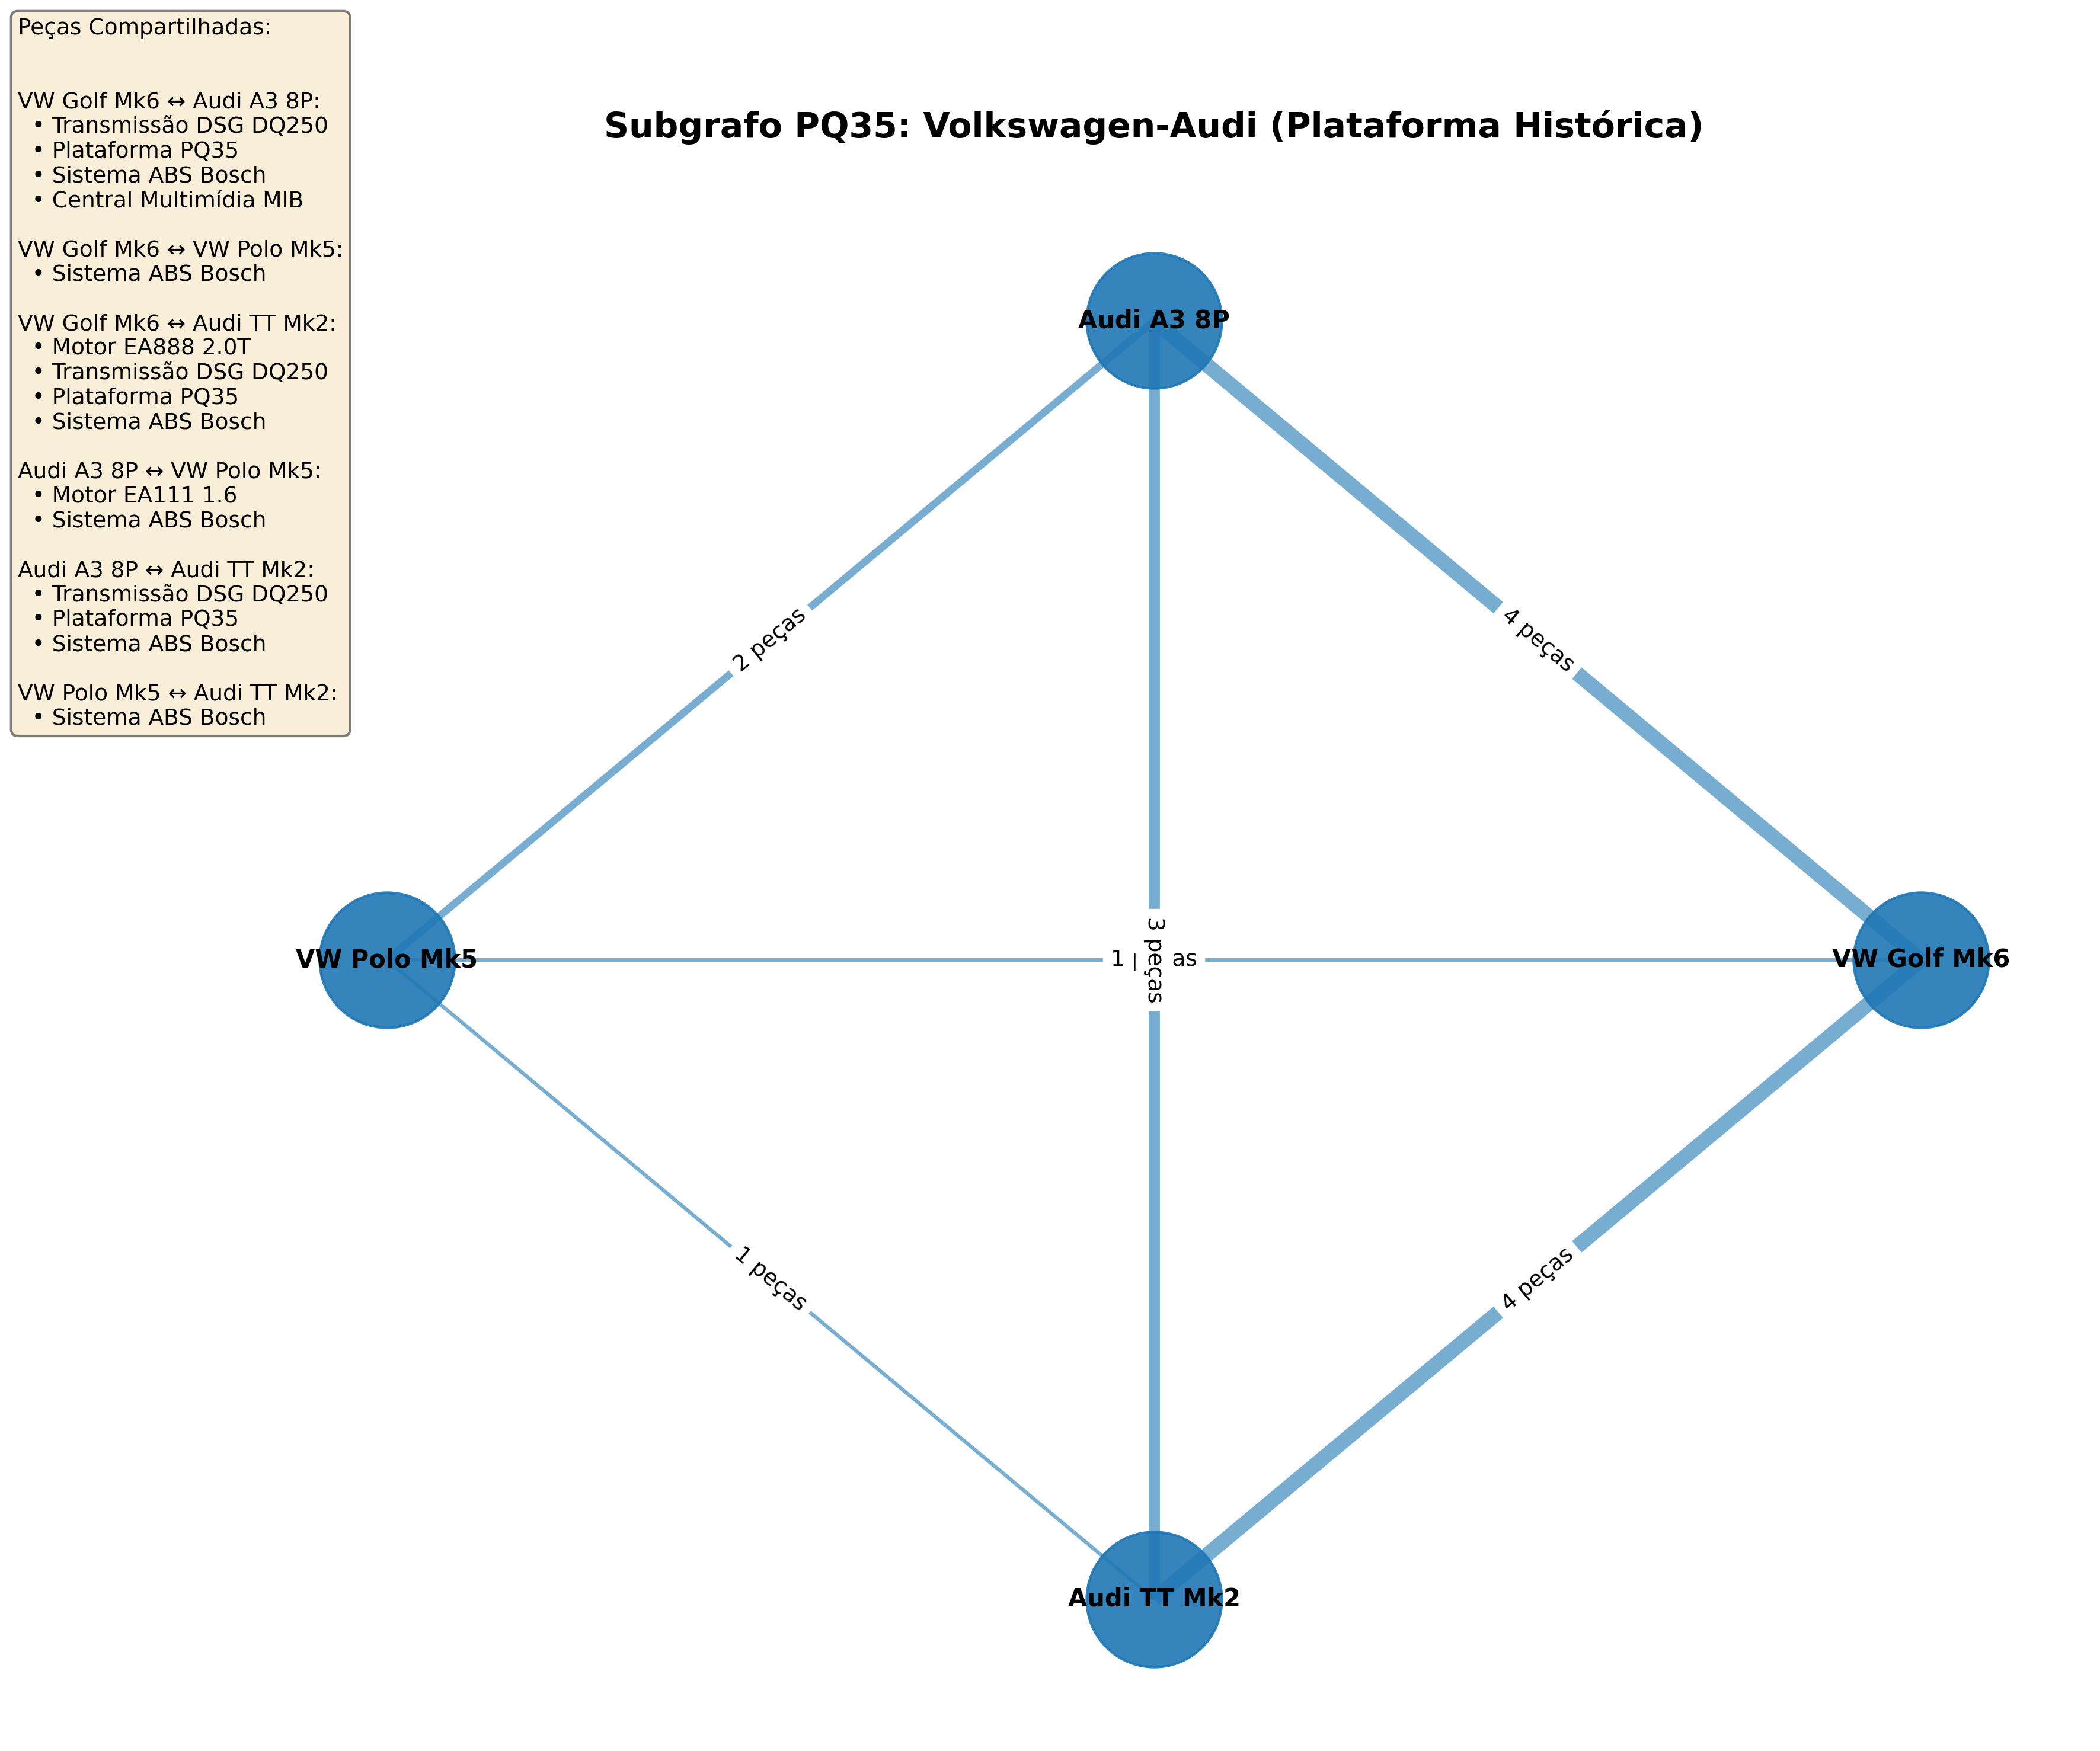 Peças Compartilhadas:
VW Golf Mk6 ↔ Audi A3 8P:
• Transmissão DSG DQ250
• Plataforma PQ35
• Sistema ABS Bosch
• Central Multimídia MIB
VW Golf Mk6 ↔ VW Polo Mk5:
• Sistema ABS Bosch
VW Golf Mk6 ↔ Audi TT Mk2:
• Motor EA888 2.0T
• Transmissão DSG DQ250
• Plataforma PQ35
• Sistema ABS Bosch
Audi A3 8P ↔ VW Polo Mk5:
• Motor EA111 1.6
• Sistema ABS Bosch
Audi A3 8P ↔ Audi TT Mk2:
• Transmissão DSG DQ250
• Plataforma PQ35
• Sistema ABS Bosch
VW Polo Mk5 ↔ Audi TT Mk2:
• Sistema ABS Bosch
Subgrafo PQ35: Volkswagen-Audi (Plataforma Histórica)
Audi A3 8P
2 peças
4 peças
VW Polo Mk5
1
3 peças
VW Golf Mk6
1 peças
4 peças
Audi TT Mk2